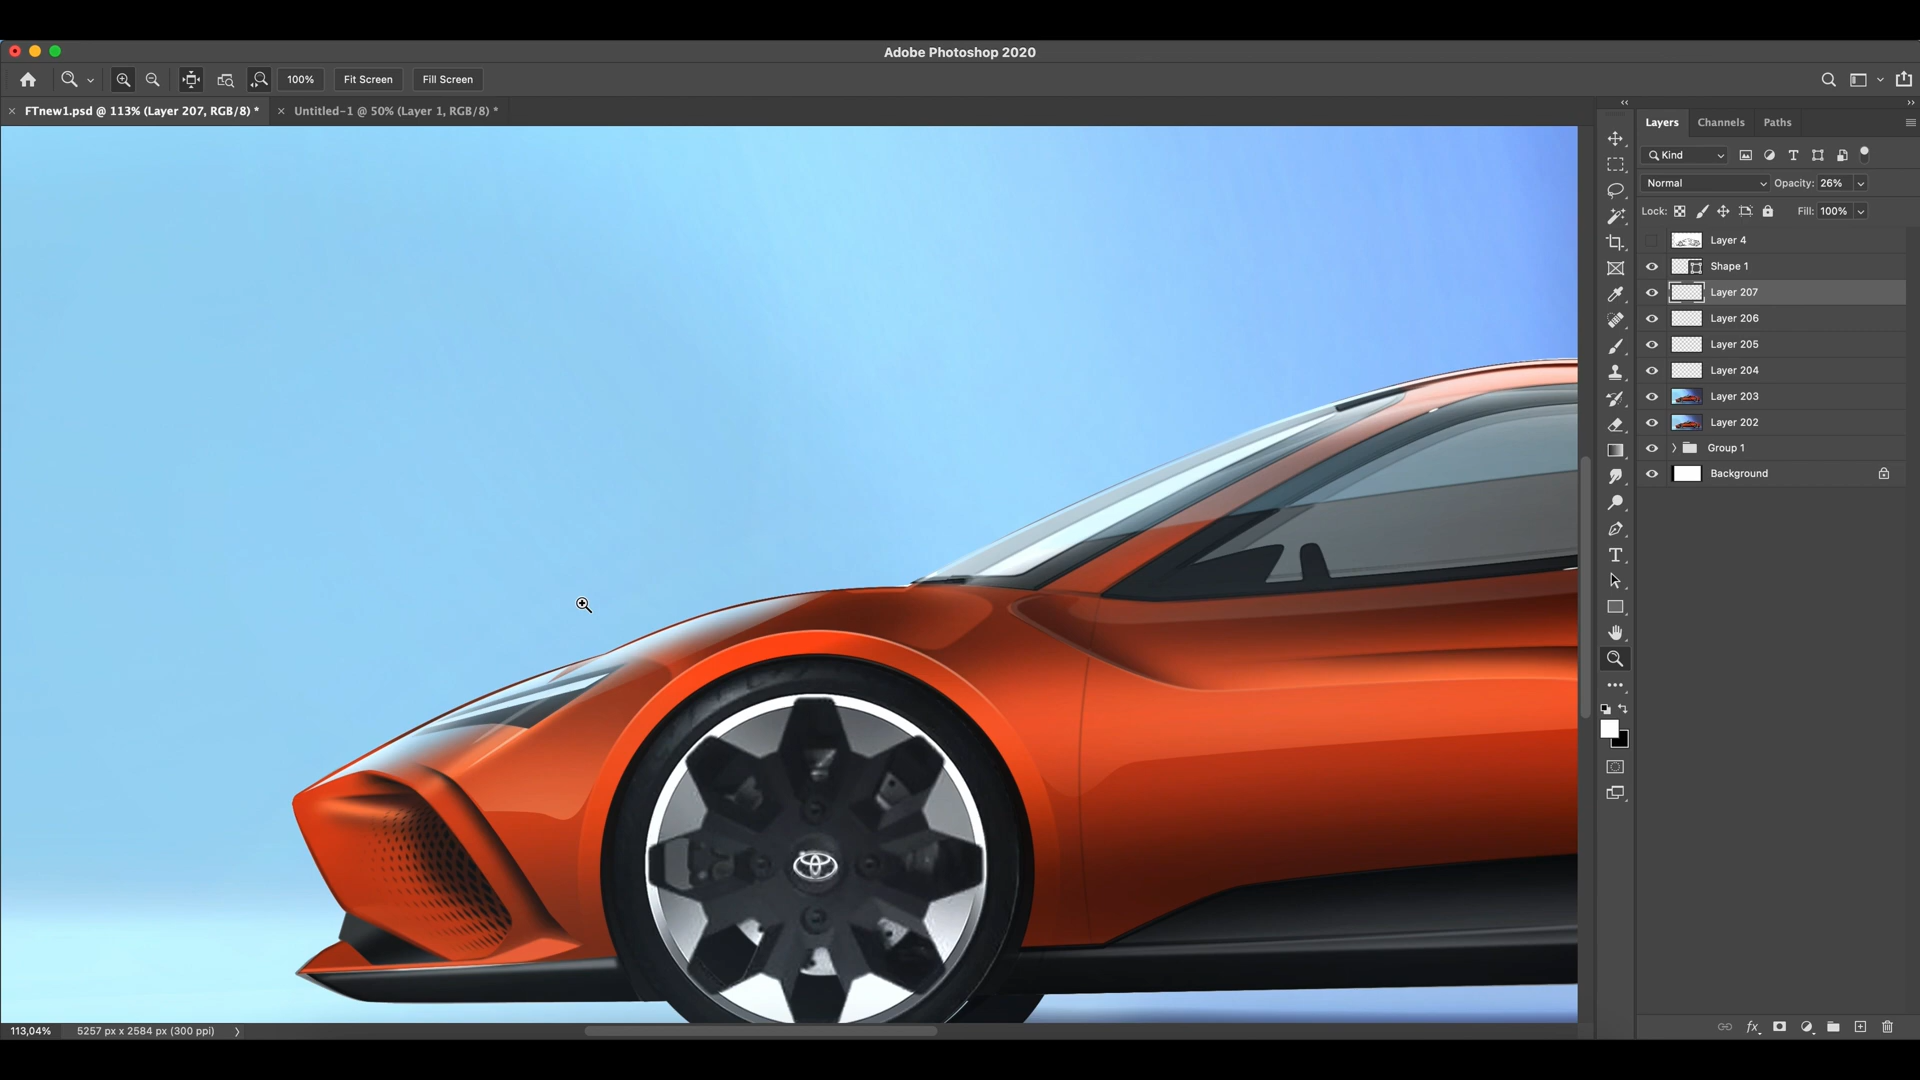 Adobe Photoshop 2020
100%
Fit Screen
Fill Screen
FTnew1.psd @ 113% (Layer 207, RGB/8) *
Untitled-1 @ 50% (Layer 1, RGB/8) *
Layers
Channels
Paths
Kind
Normal
Opacity: 26%
Lock:
Fill: 100%
Layer 4
Shape 1
Layer 207
Layer 206
Layer 205
Layer 204
Layer 203
Layer 202
Group 1
Background
113,04%
5257 px x 2584 px (300 ppi)